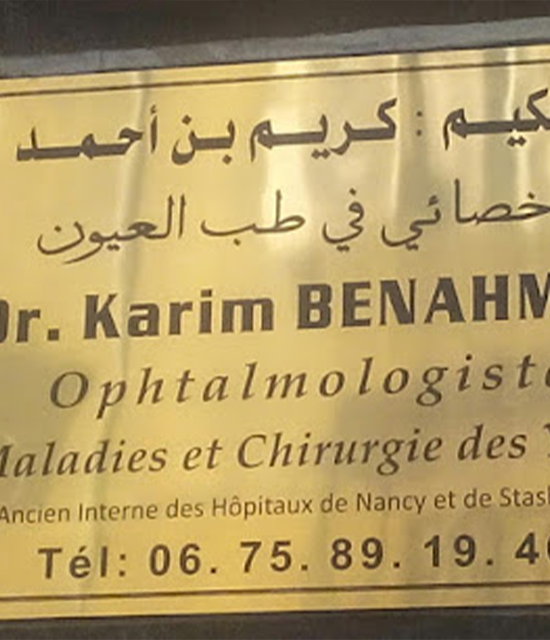 كيم : كريم بن أحمد
خصائي في طب العيون
Dr. Karim BENAHM
Ophtalmologiste
Maladies et Chirurgie des Y
Ancien Interne des Hôpitaux de Nancy et de Stasb
Tél: 06. 75. 89. 19. 4